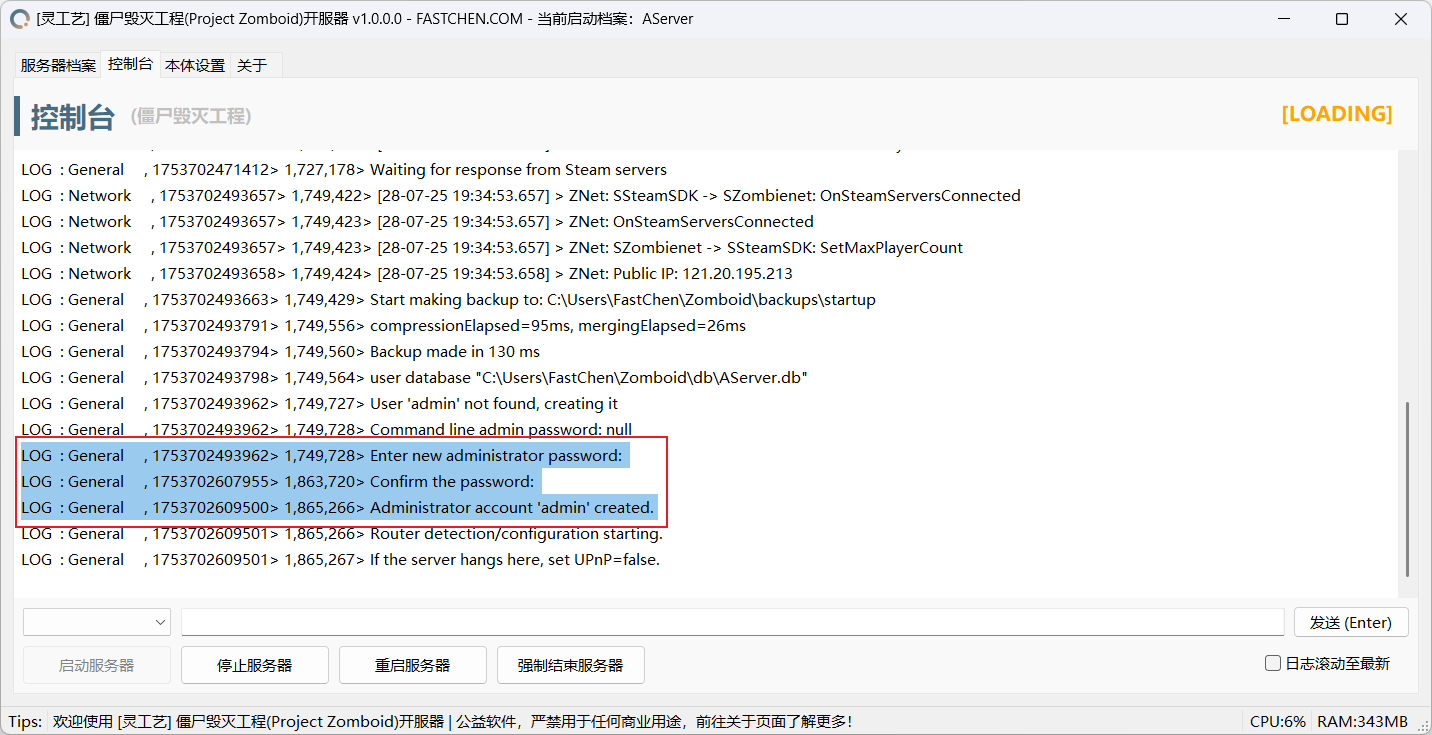 [灵工艺] 僵尸毁灭工程(Project Zomboid)开服器 v1.0.0.0 - FASTCHEN.COM - 当前启动档案：AServer
服务器档案 控制台 本体设置 关于
控制台 (僵尸毁灭工程) [LOADING]
LOG : General , 1753702471412> 1,727,178> Waiting for response from Steam servers
LOG : Network , 1753702493657> 1,749,422> [28-07-25 19:34:53.657] > ZNet: SSteamSDK -> SZombienet: OnSteamServersConnected
LOG : Network , 1753702493657> 1,749,423> [28-07-25 19:34:53.657] > ZNet: OnSteamServersConnected
LOG : Network , 1753702493657> 1,749,423> [28-07-25 19:34:53.657] > ZNet: SZombienet -> SSteamSDK: SetMaxPlayerCount
LOG : Network , 1753702493658> 1,749,424> [28-07-25 19:34:53.658] > ZNet: Public IP: 121.20.195.213
LOG : General , 1753702493663> 1,749,429> Start making backup to: C:\Users\FastChen\Zomboid\backups\startup
LOG : General , 1753702493791> 1,749,556> compressionElapsed=95ms, mergingElapsed=26ms
LOG : General , 1753702493794> 1,749,560> Backup made in 130 ms
LOG : General , 1753702493798> 1,749,564> user database "C:\Users\FastChen\Zomboid\db\AServer.db"
LOG : General , 1753702493962> 1,749,727> User 'admin' not found, creating it
LOG : General , 1753702493962> 1,749,728> Command line admin password: null
LOG : General , 1753702493962> 1,749,728> Enter new administrator password:
LOG : General , 1753702607955> 1,863,720> Confirm the password:
LOG : General , 1753702609500> 1,865,266> Administrator account 'admin' created.
LOG : General , 1753702609501> 1,865,266> Router detection/configuration starting.
LOG : General , 1753702609501> 1,865,267> If the server hangs here, set UPnP=false.
发送 (Enter)
启动服务器 停止服务器 重启服务器 强制结束服务器 日志滚动至最新
Tips: 欢迎使用 [灵工艺] 僵尸毁灭工程(Project Zomboid)开服器 | 公益软件，严禁用于任何商业用途，前往关于页面了解更多！ CPU:6% RAM:343MB